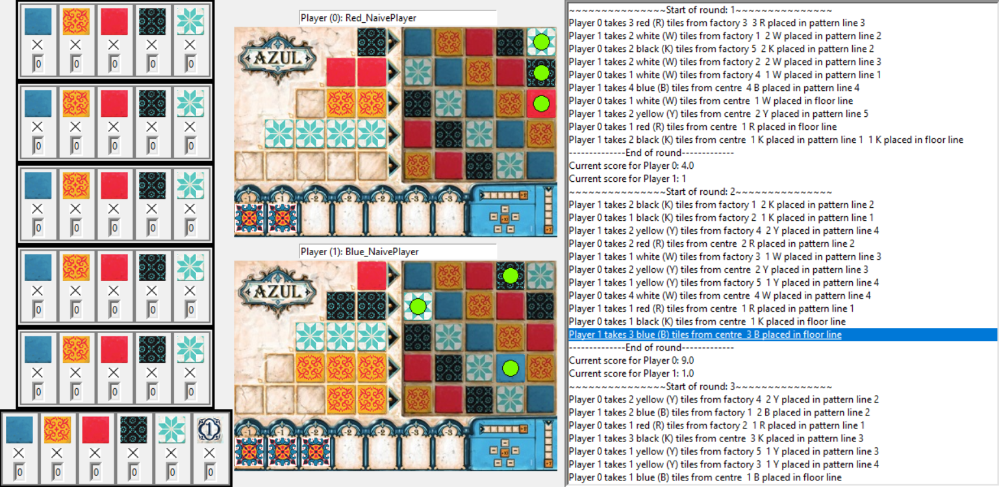 0 0 0 0 0
0 0 0 0 0
0 0 0 0 0
0 0 0 0 0
0 0 0 0 0
1
0 0 0 0 0 0
Player (0): Red_NaivePlayer
AZUL
-1 -1 -2 -2 -2 -3 -3
Player (1): Blue_NaivePlayer
AZUL
-1 -1 -2 -2 -2 -3 -3
~~~~~~~~~~~~~~~Start of round: 1~~~~~~~~~~~~~~~
Player 0 takes 3 red (R) tiles from factory 3 3 R placed in pattern line 3
Player 1 takes 2 white (W) tiles from factory 1 2 W placed in pattern line 2
Player 0 takes 2 black (K) tiles from factory 5 2 K placed in pattern line 2
Player 1 takes 2 white (W) tiles from factory 2 2 W placed in pattern line 3
Player 0 takes 1 white (W) tiles from factory 4 1 W placed in pattern line 1
Player 1 takes 4 blue (B) tiles from centre 4 B placed in pattern line 4
Player 0 takes 1 white (W) tiles from centre 1 W placed in floor line
Player 1 takes 2 yellow (Y) tiles from centre 2 Y placed in pattern line 5
Player 0 takes 1 red (R) tiles from centre 1 R placed in floor line
Player 1 takes 2 black (K) tiles from centre 1 K placed in pattern line 1 1 K placed in floor line
-------------End of round-------------
Current score for Player 0: 4.0
Current score for Player 1: 1
~~~~~~~~~~~~~~~Start of round: 2~~~~~~~~~~~~~~~
Player 1 takes 2 black (K) tiles from factory 1 2 K placed in pattern line 2
Player 0 takes 1 black (K) tiles from factory 2 1 K placed in pattern line 1
Player 1 takes 2 yellow (Y) tiles from factory 4 2 Y placed in pattern line 4
Player 0 takes 2 red (R) tiles from centre 2 R placed in pattern line 2
Player 1 takes 1 white (W) tiles from factory 3 1 W placed in pattern line 3
Player 0 takes 2 yellow (Y) tiles from centre 2 Y placed in pattern line 3
Player 1 takes 1 yellow (Y) tiles from factory 5 1 Y placed in pattern line 4
Player 0 takes 4 white (W) tiles from centre 4 W placed in pattern line 4
Player 1 takes 1 red (R) tiles from centre 1 R placed in pattern line 1
Player 0 takes 1 black (K) tiles from centre 1 K placed in floor line
Player 1 takes 3 blue (B) tiles from centre 3 B placed in floor line
-------------End of round-------------
Current score for Player 0: 9.0
Current score for Player 1: 1.0
~~~~~~~~~~~~~~~Start of round: 3~~~~~~~~~~~~~~~
Player 0 takes 2 yellow (Y) tiles from factory 4 2 Y placed in pattern line 2
Player 1 takes 2 blue (B) tiles from factory 1 2 B placed in pattern line 2
Player 0 takes 1 red (R) tiles from factory 2 1 R placed in pattern line 1
Player 1 takes 3 black (K) tiles from centre 3 K placed in pattern line 3
Player 0 takes 1 yellow (Y) tiles from factory 5 1 Y placed in pattern line 3
Player 1 takes 1 yellow (Y) tiles from factory 3 1 Y placed in pattern line 4
Player 0 takes 1 blue (B) tiles from centre 1 B placed in floor line